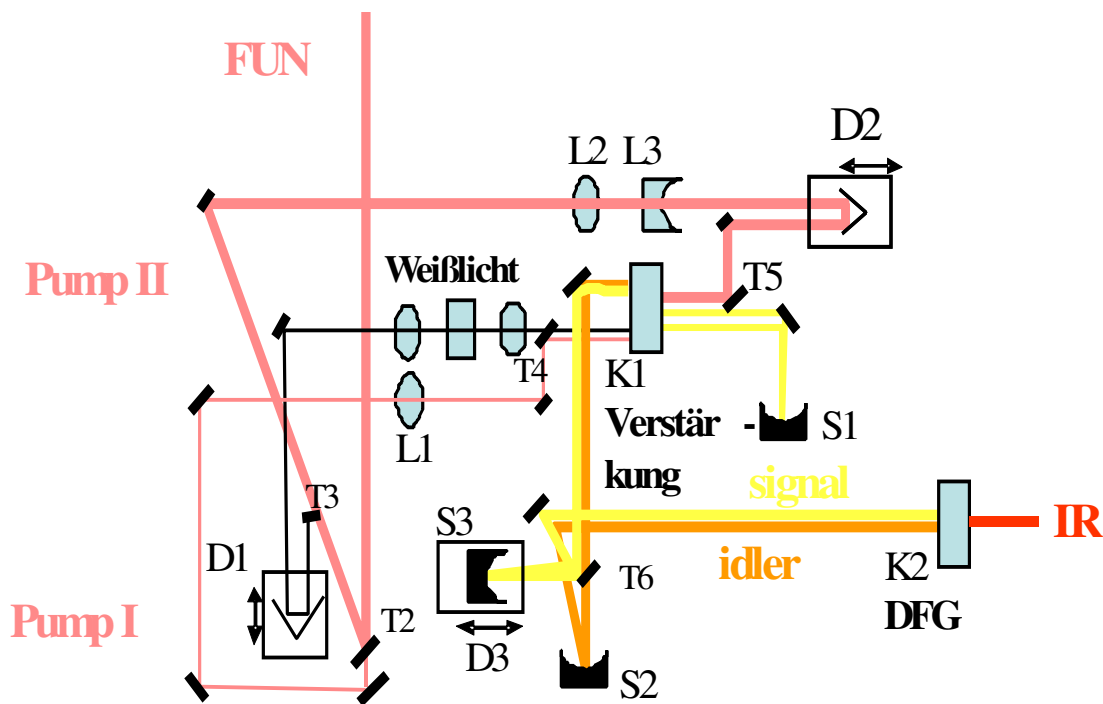 FUN
D2
L2
L3
Pump II
Weißlicht
T5
T4
K1
L1
Verstär -
kung
S1
signal
T3
S3
IR
D1
idler
T6
K2
Pump I
T2
DFG
D3
S2